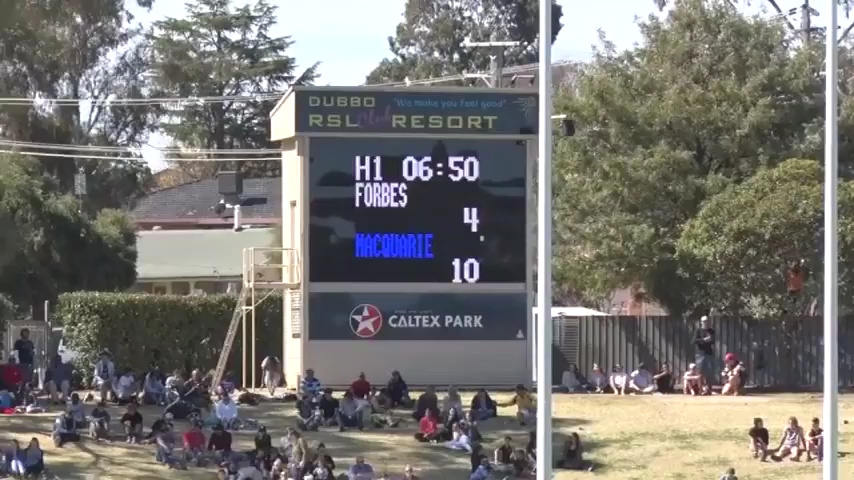 DUBBO "We make you feel good"
RSL Club RESORT
H1 06:50
FORBES
4
MACQUARIE
10
CALTEX PARK